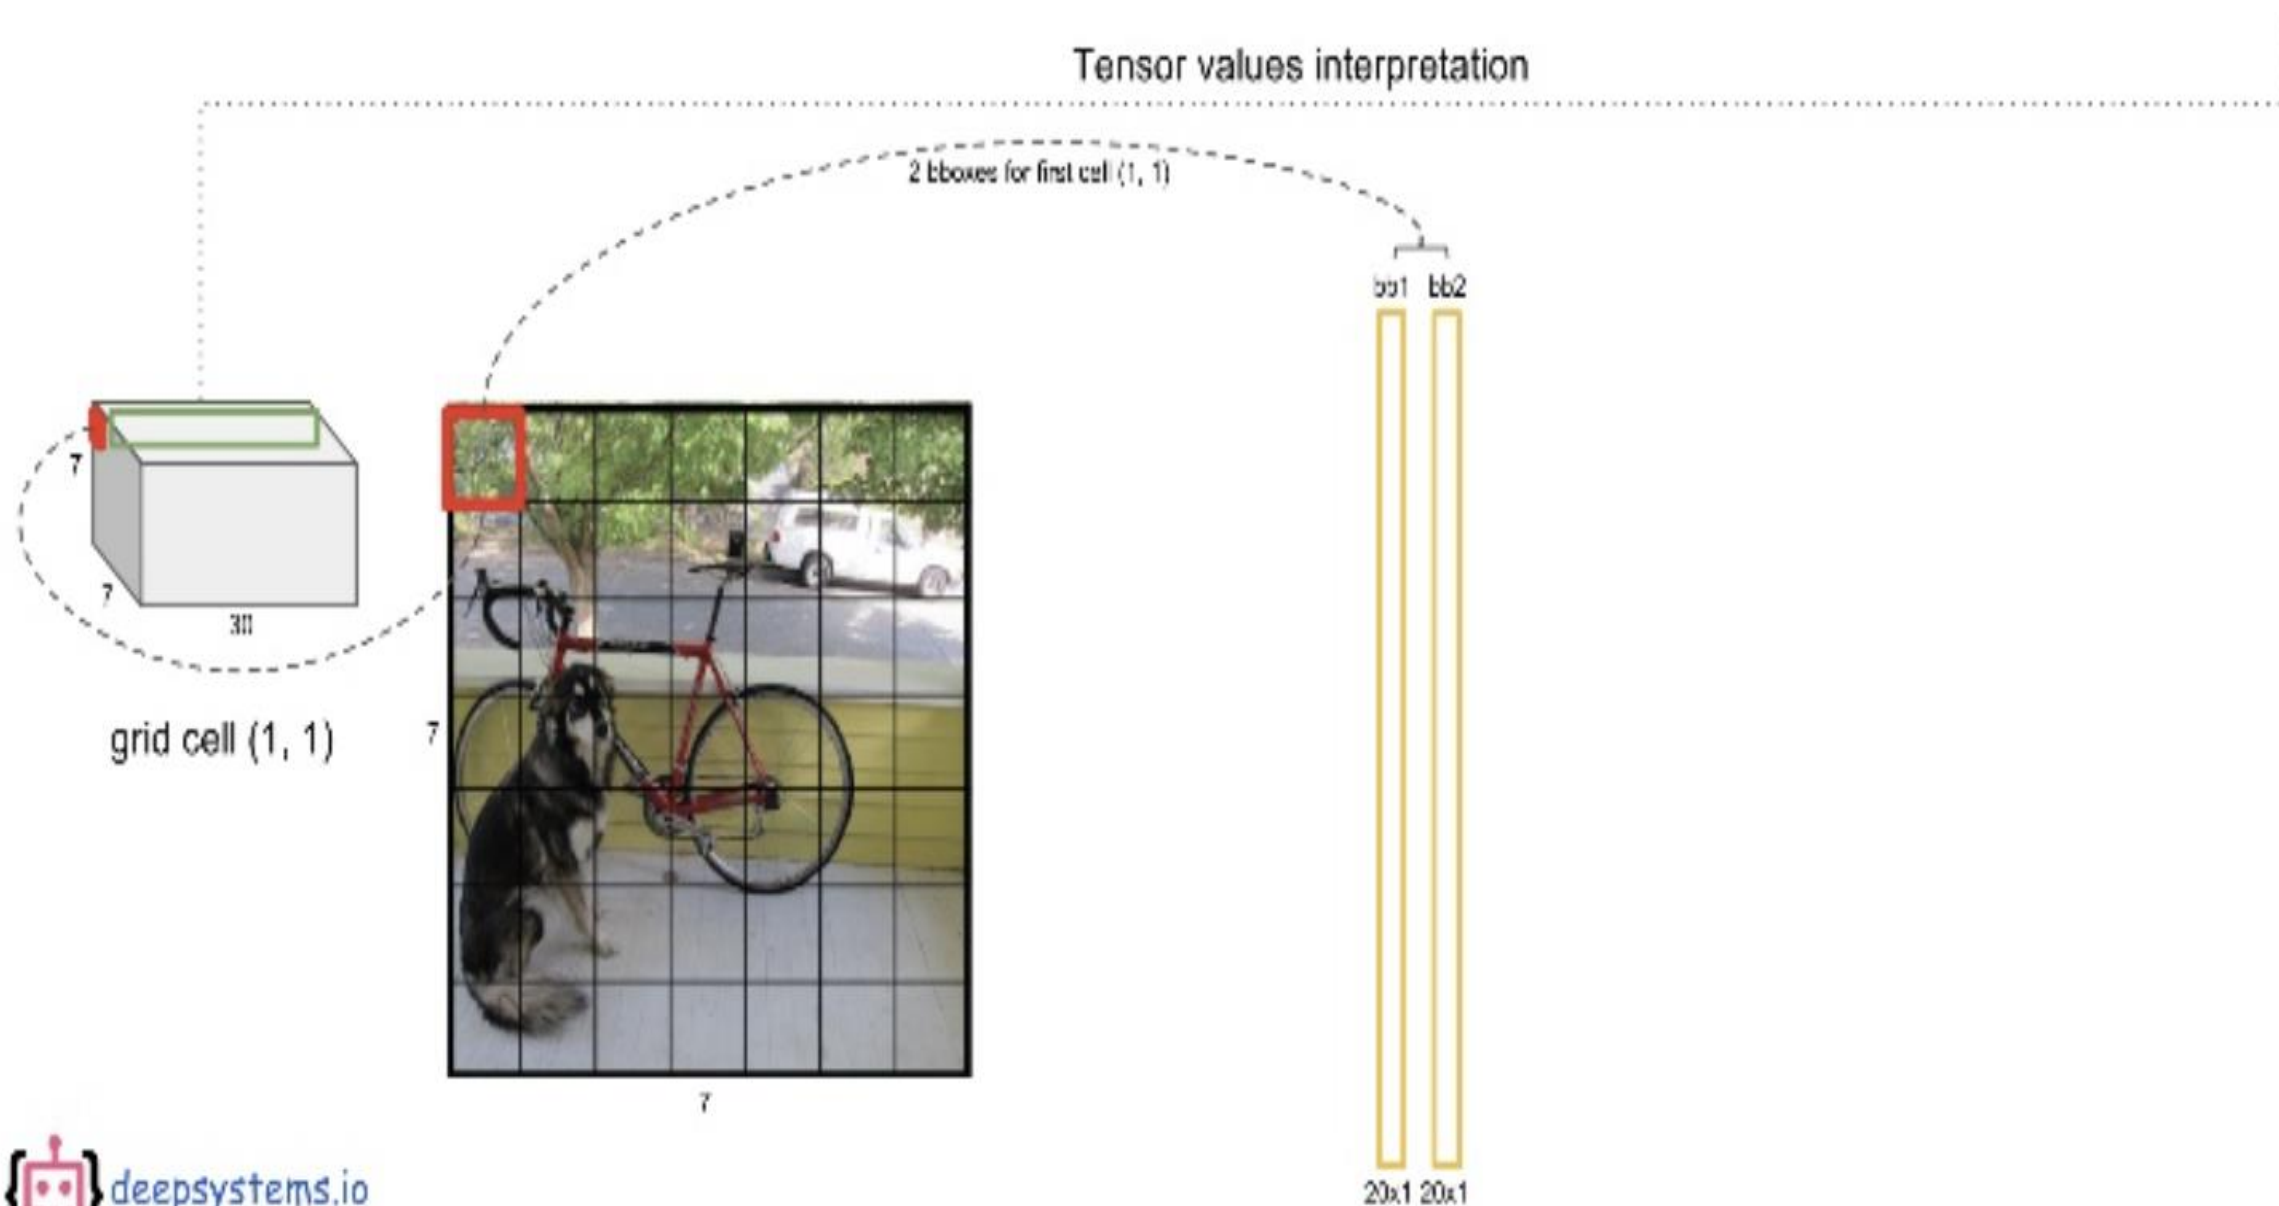 Tensor values interpretation
2 bboxes for first cell (1, 1)
bb1 bb2
7
7
30
grid cell (1, 1)
7
7
20x1 20x1
deepsystems.io